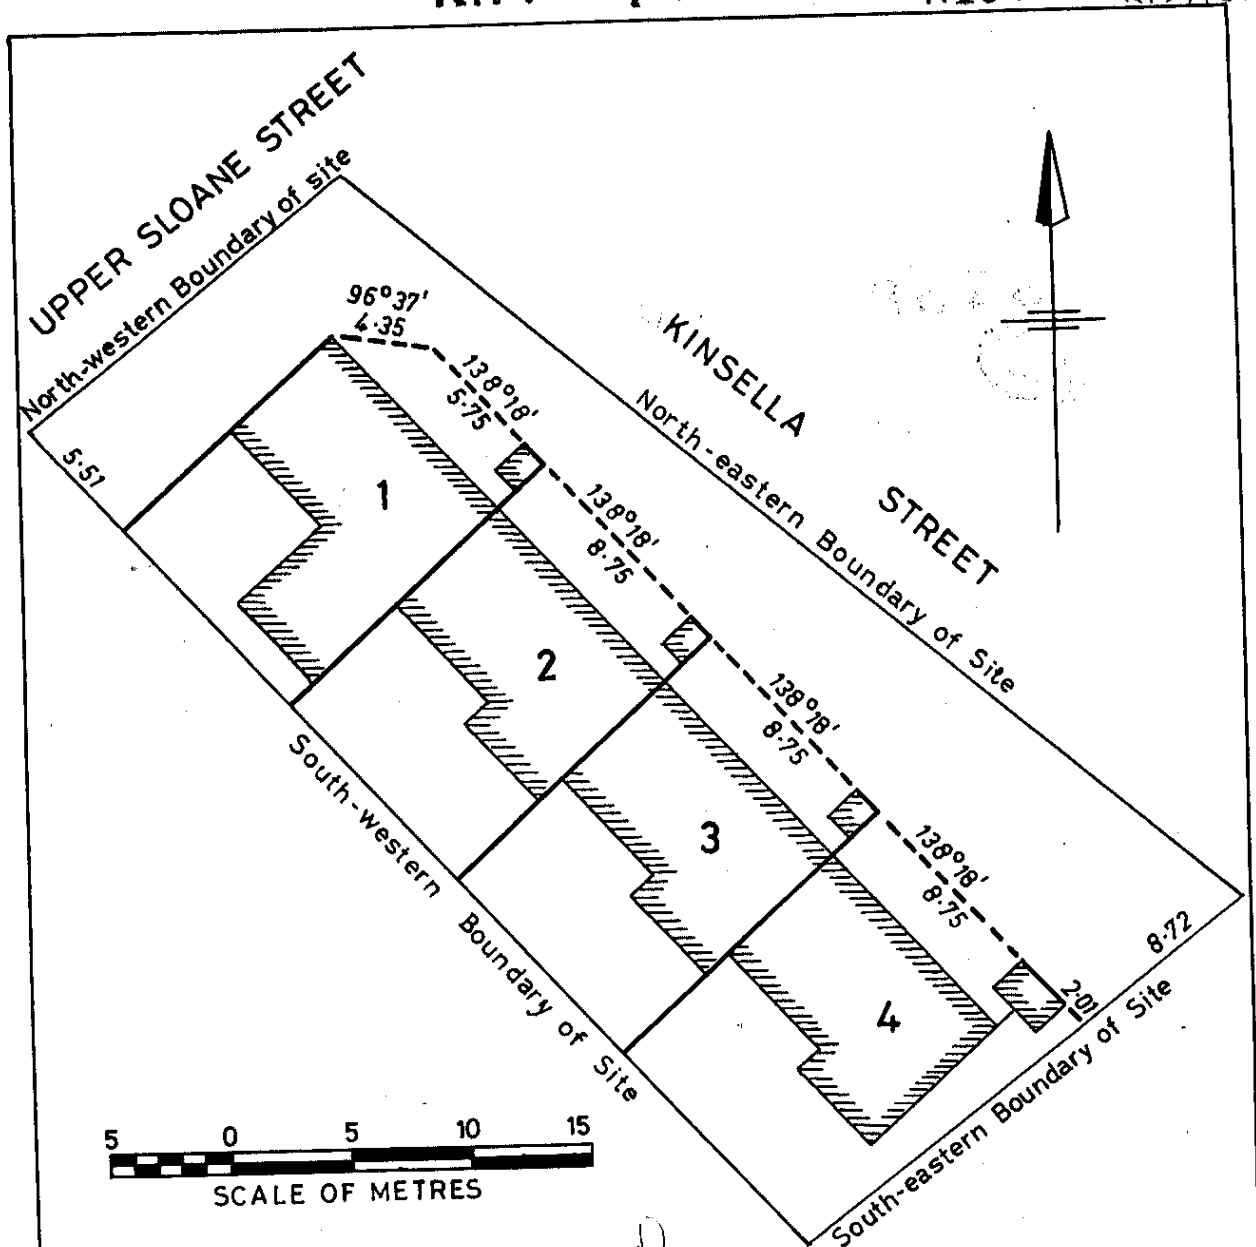 UPPER SLOANE STREET
North-western Boundary of site
96°37'
4·35
138°18'
5·75
KINSELLA STREET
North-eastern Boundary of Site
5·51
1
138°18'
8·75
2
138°18'
8·75
3
138°18'
8·75
4
8·72
2·01
South-western Boundary of Site
South-eastern Boundary of Site
5 0 5 10 15
SCALE OF METRES